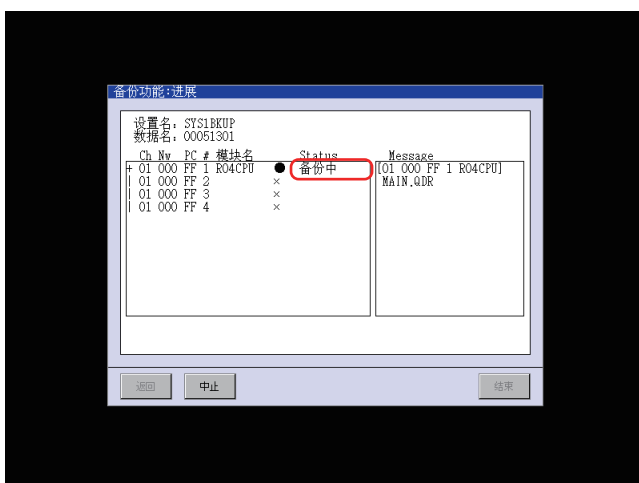 备份功能:进展
设置名: SYS1BKUP
数据名: 00051301
Ch Nw PC # 模块名 Status Message
+ 01 000 FF 1 R04CPU ● 备份中 [01 000 FF 1 R04CPU]
| 01 000 FF 2 × MAIN.QDR
| 01 000 FF 3 ×
| 01 000 FF 4 ×
返回 中止 结束